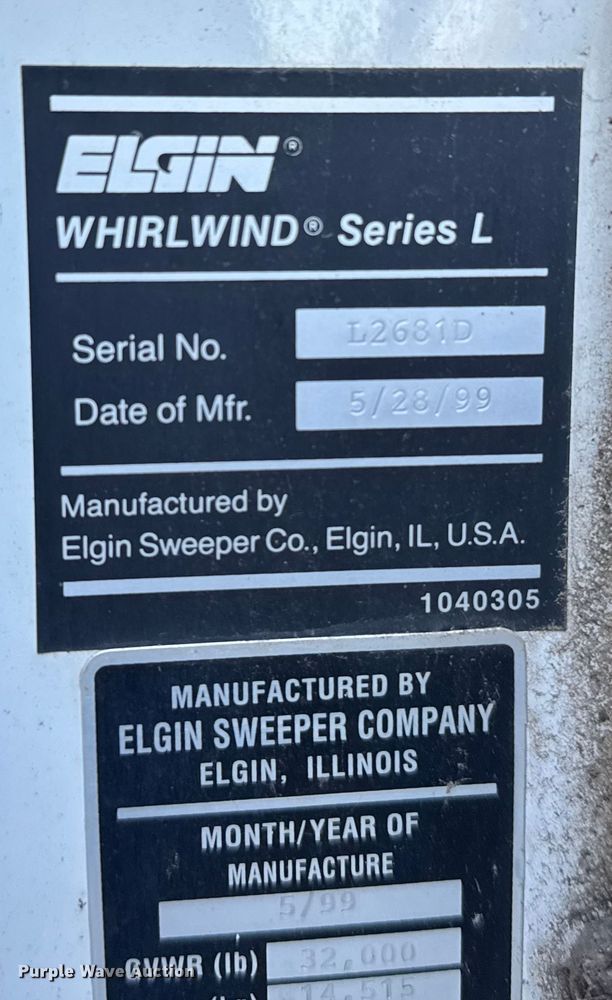 ELGIN®
WHIRLWIND® Series L
Serial No. L2681D
Date of Mfr. 5/28/99
Manufactured by
Elgin Sweeper Co., Elgin, IL, U.S.A.
1040305
MANUFACTURED BY
ELGIN SWEEPER COMPANY
ELGIN, ILLINOIS
MONTH/YEAR OF
MANUFACTURE
5/99
GVWR (lb) 32,000
14,515
Purple Wave Auction